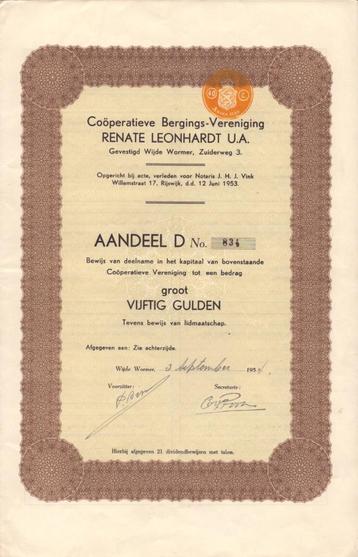 40 C.
Coöperatieve Bergings-Vereniging
RENATE LEONHARDT U.A.
Gevestigd Wijde Wormer, Zuiderweg 3.
Opgericht bij acte, verleden voor Notaris J. H. J. Vink
Willemstraat 17, Rijswijk, d.d. 12 Juni 1953.
AANDEEL D No. 834
Bewijs van deelname in het kapitaal van bovenstaande
Coöperatieve Vereniging tot een bedrag
groot
VIJFTIG GULDEN
Tevens bewijs van lidmaatschap.
Afgegeven aan: Zie achterzijde.
Wijde Wormer, 3 September 195
Voorzitter: Secretaris:
Hierbij afgegeven 21 dividendbewijzen met talon.